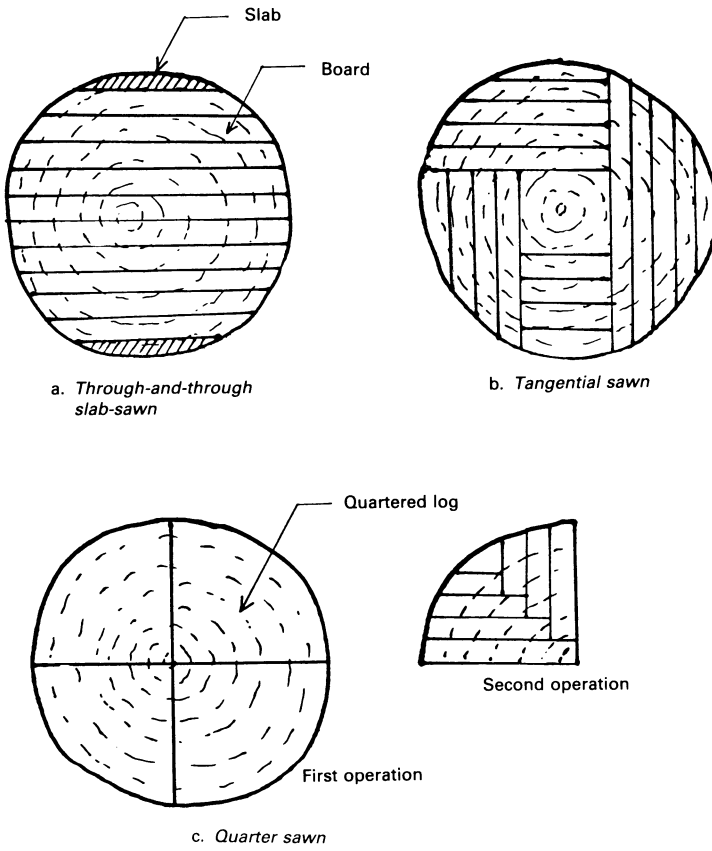 Slab
Board
a. Through-and-through
slab-sawn
b. Tangential sawn
Quartered log
Second operation
First operation
c. Quarter sawn